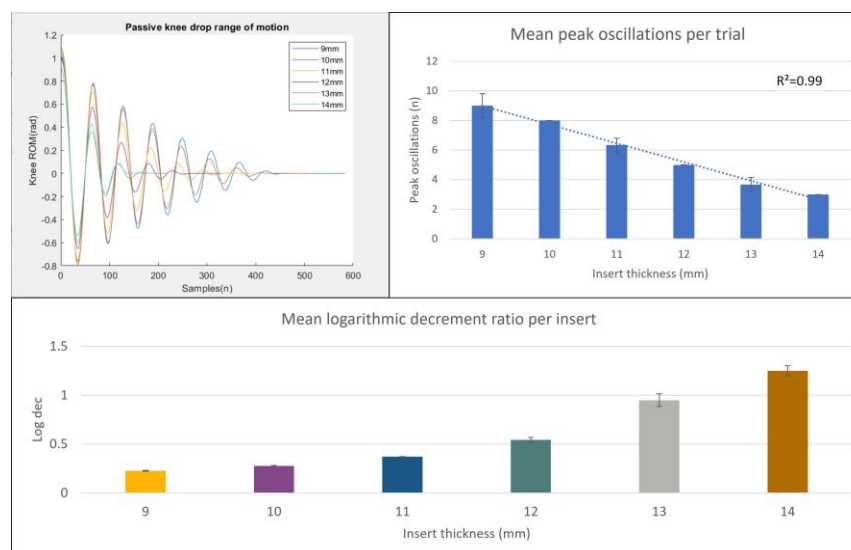 Passive knee drop range of motion
1.2
1
0.8
0.6
0.4
0.2
0
-0.2
-0.4
-0.6
-0.8
Knee ROM(rad)
0 100 200 300 400 500 600
Samples(n)
9mm
10mm
11mm
12mm
13mm
14mm
Mean peak oscillations per trial
R²=0.99
12
10
8
6
4
2
0
Peak oscillations (n)
9 10 11 12 13 14
Insert thickness (mm)
Mean logarithmic decrement ratio per insert
1.5
1
0.5
0
Log dec
9 10 11 12 13 14
Insert thickness (mm)